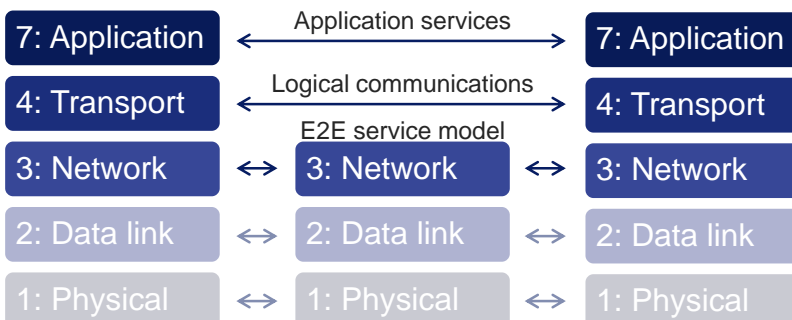 7: Application
Application services
7: Application
4: Transport
Logical communications
4: Transport
E2E service model
3: Network
3: Network
3: Network
2: Data link
2: Data link
2: Data link
1: Physical
1: Physical
1: Physical